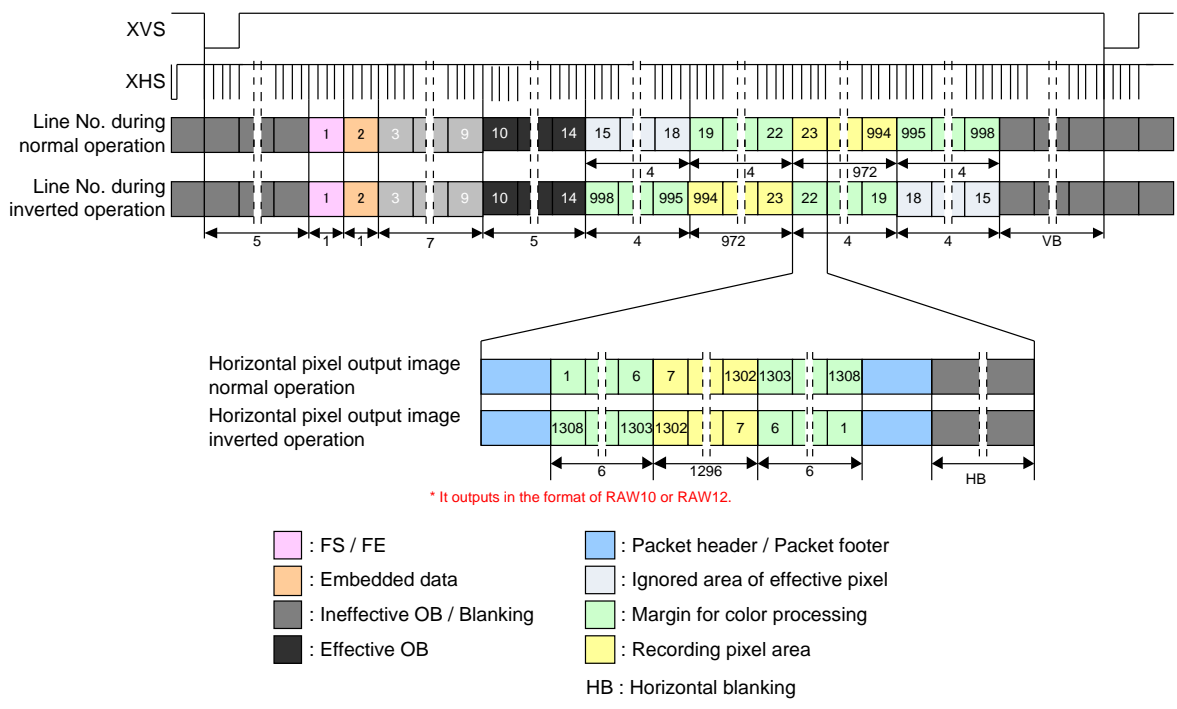 XVS
XHS
Line No. during
normal operation
1 2 3 9 10 14 15 18 19 22 23 994 995 998
4 4 972 4
Line No. during
inverted operation
1 2 3 9 10 14 998 995 994 23 22 19 18 15
5 1 1 7 5 4 972 4 4 VB
Horizontal pixel output image
normal operation
1 6 7 1302 1303 1308
Horizontal pixel output image
inverted operation
1308 1303 1302 7 6 1
6 1296 6 HB
* It outputs in the format of RAW10 or RAW12.
: FS / FE
: Packet header / Packet footer
: Embedded data
: Ignored area of effective pixel
: Ineffective OB / Blanking
: Margin for color processing
: Effective OB
: Recording pixel area
HB : Horizontal blanking